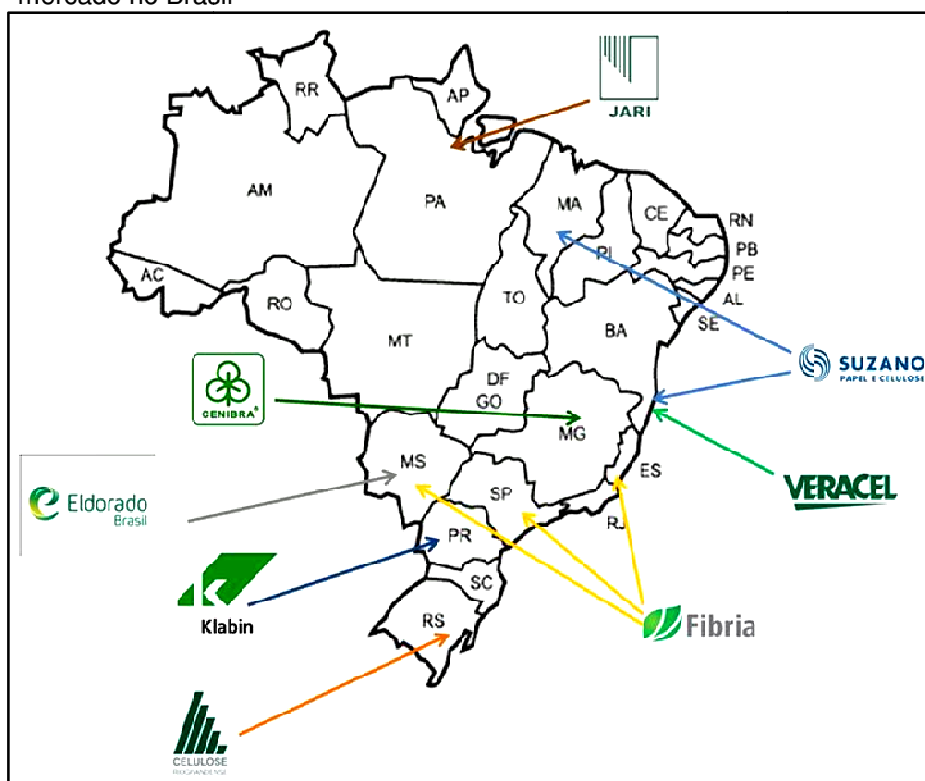 mercado no Brasil
JARI
RR
AP
AM
PA
MA
CE
RN
PI
PB
PE
AC
AL
TO
RO
SE
BA
MT
SUZANO
PAPEL E CELULOSE
DF
GO
CENIBRA
MG
MS
ES
VERACEL
SP
Eldorado
Brasil
RJ
PR
SC
Klabin
RS
Fibria
CELULOSE
RIOGRANDENSE